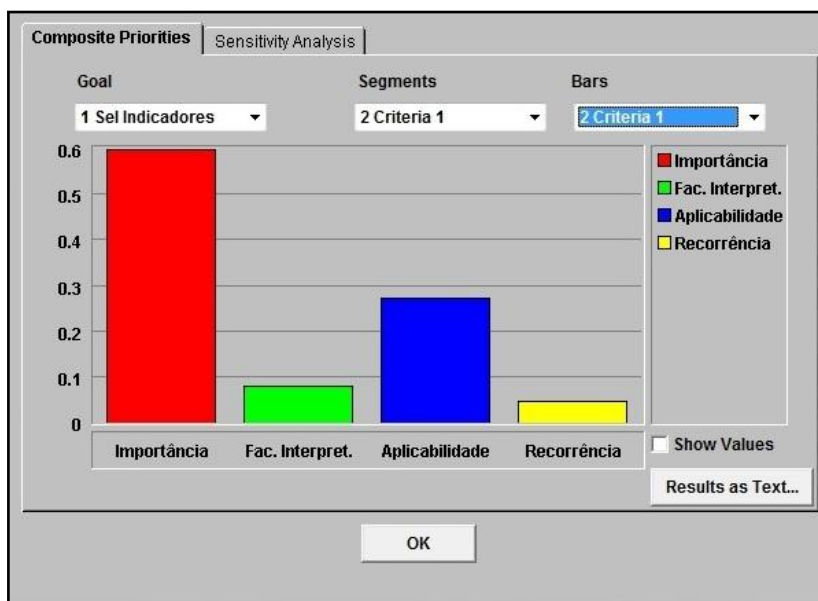 Composite Priorities
Sensitivity Analysis
Goal
Segments
Bars
1 Sel Indicadores
2 Criteria 1
2 Criteria 1
0.6
0.5
0.4
0.3
0.2
0.1
0
Importância
Fac. Interpret.
Aplicabilidade
Recorrência
Importância
Fac. Interpret.
Aplicabilidade
Recorrência
Show Values
Results as Text...
OK